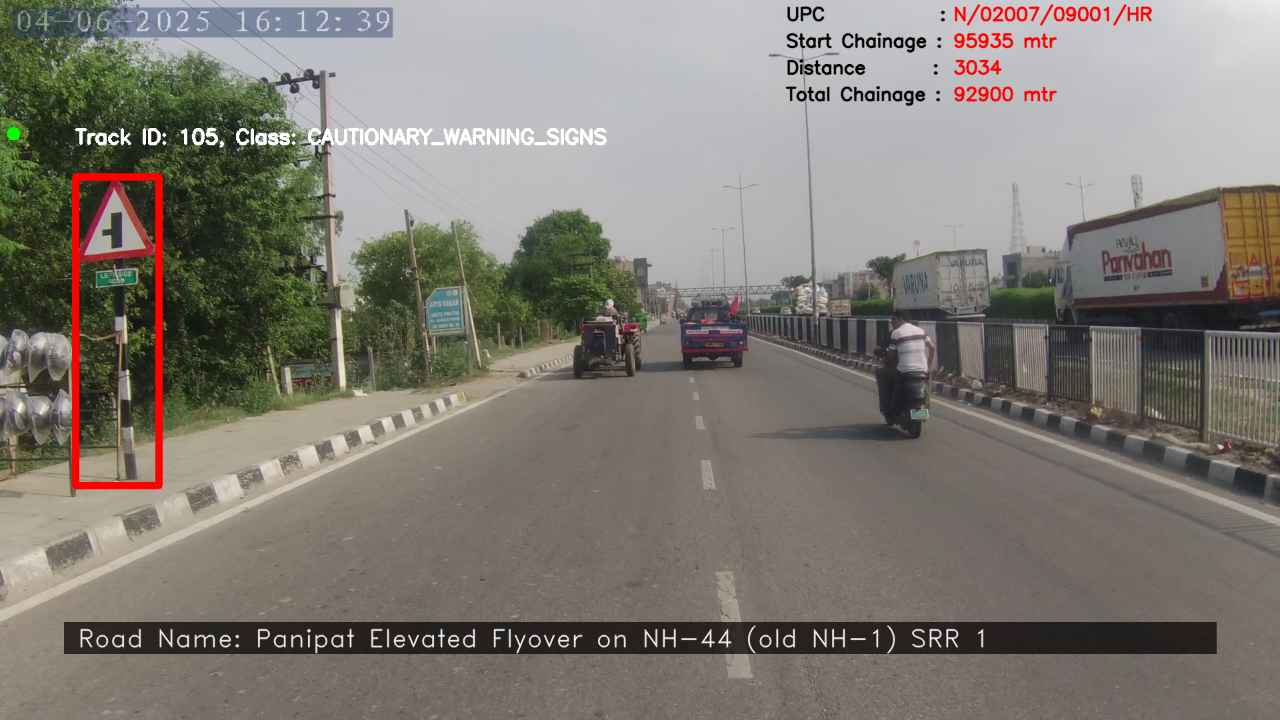 04-06-2025 16:12:39
UPC : N/02007/09001/HR
Start Chainage : 95935 mtr
Distance : 3034
Total Chainage : 92900 mtr
Track ID: 105, Class: CAUTIONARY_WARNING_SIGNS
VARUNA
VARUNA
Parivahan
Road Name: Panipat Elevated Flyover on NH-44 (old NH-1) SRR 1